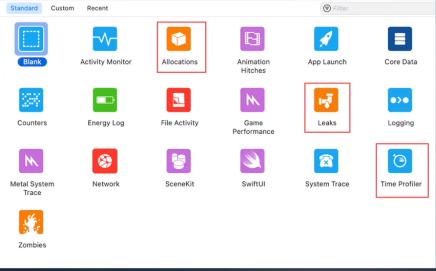 Standard Custom Recent Filter
Blank Activity Monitor Allocations Animation Hitches App Launch Core Data
Counters Energy Log File Activity Game Performance Leaks Logging
Metal System Trace Network SceneKit SwiftUI System Trace Time Profiler
Zombies